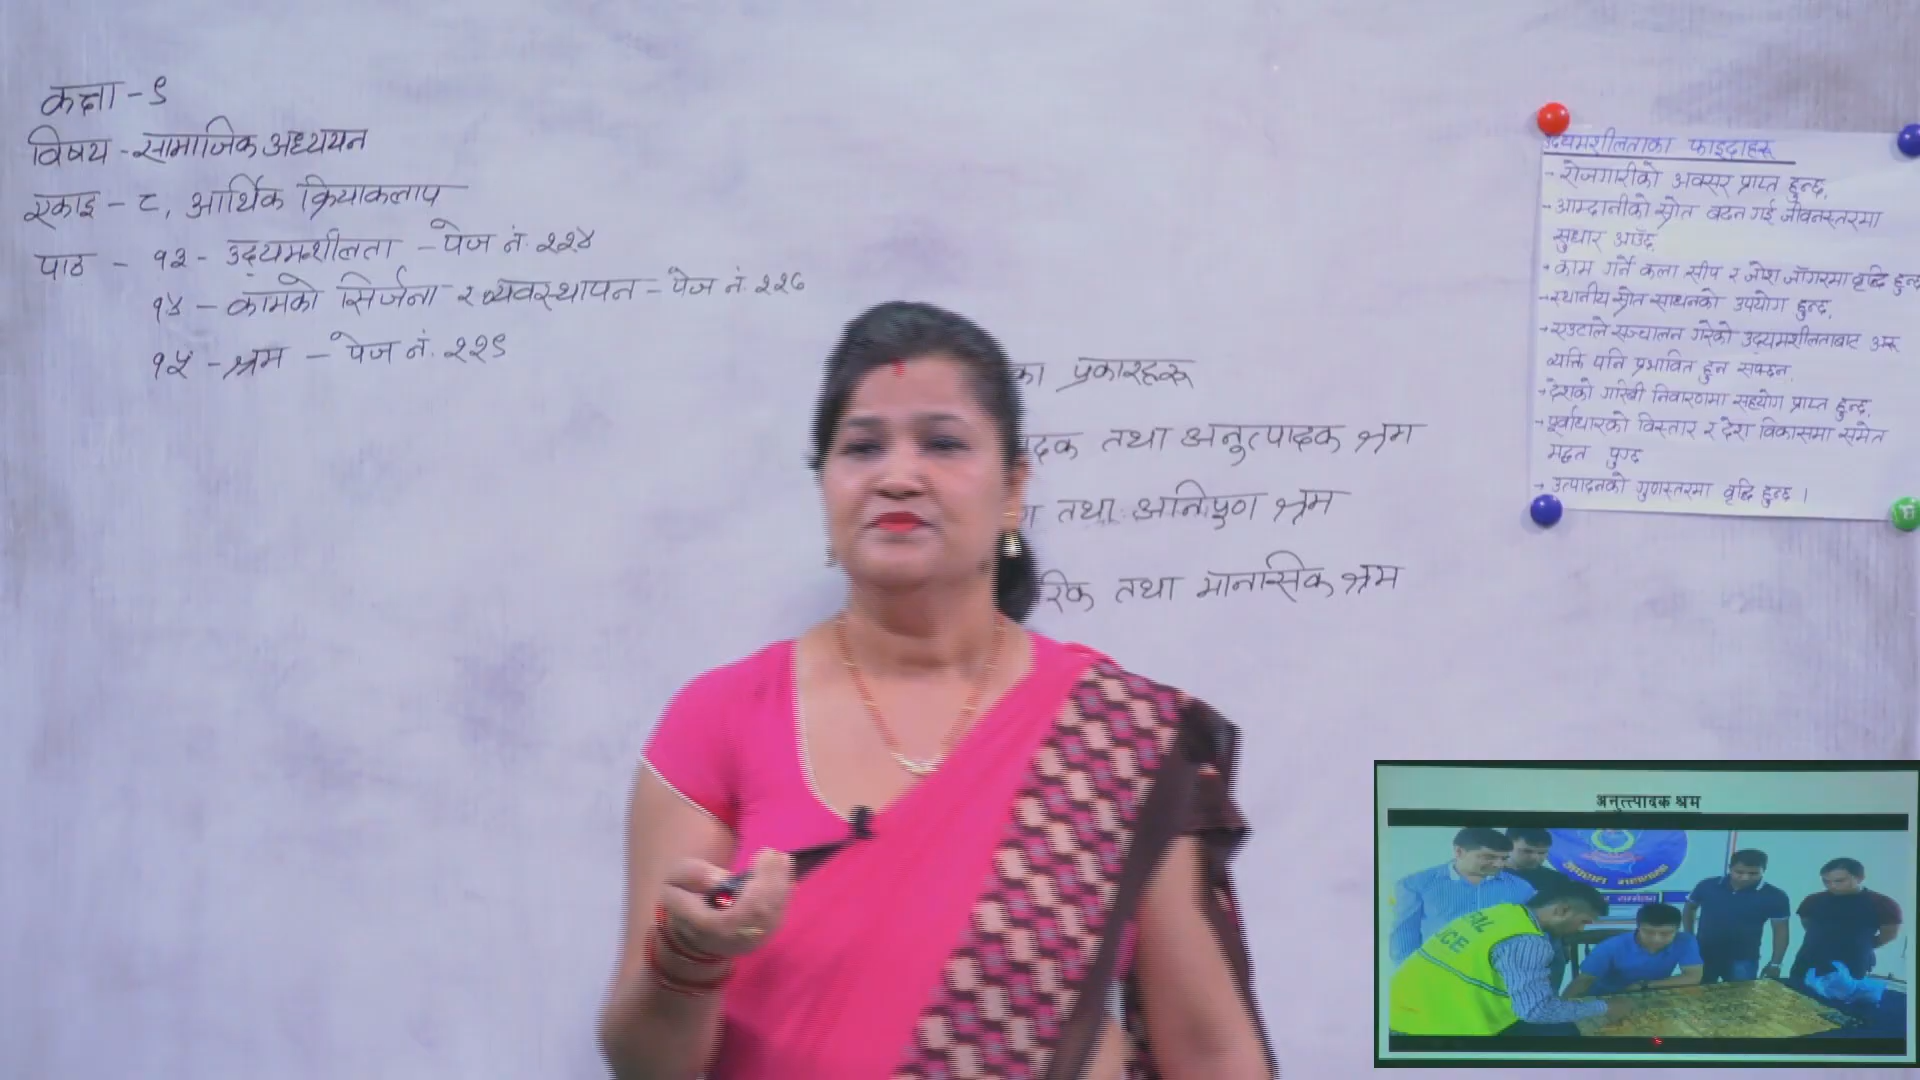 कक्षा - ९
विषय - सामाजिक अध्ययन
एकाइ - ८, आर्थिक क्रियाकलाप
पाठ - १३ - उद्यमशीलता - पेज नं. २२४
१४ - कामको सिर्जना र व्यवस्थापन - पेज नं. २२७
१५ - श्रम - पेज नं. २२९
का प्रकारहरू
दक तथा अनुत्पादक श्रम
तथा अनिपुण श्रम
रिक तथा मानसिक श्रम
उद्यमशीलताका फाइदाहरू
- रोजगारीको अवसर प्राप्त हुन्छ,
- आम्दानीको स्रोत बढ्न गई जीवनस्तरमा
सुधार आउँछ
- काम गर्ने कला सीप र जोश जाँगरमा वृद्धि हुन्छ
- स्थानीय स्रोत साधनको उपयोग हुन्छ,
- एउटाले सञ्चालन गरेको उद्यमशीलताबाट अरू
व्यक्ति पनि प्रभावित हुन सक्छन,
- देशको गरिबी निवारणमा सहयोग प्राप्त हुन्छ,
- पूर्वाधारको विस्तार र देश विकासमा समेत
मद्दत पुग्छ
- उत्पादनको गुणस्तरमा वृद्धि हुन्छ ।
अनुत्त्पादक श्रम